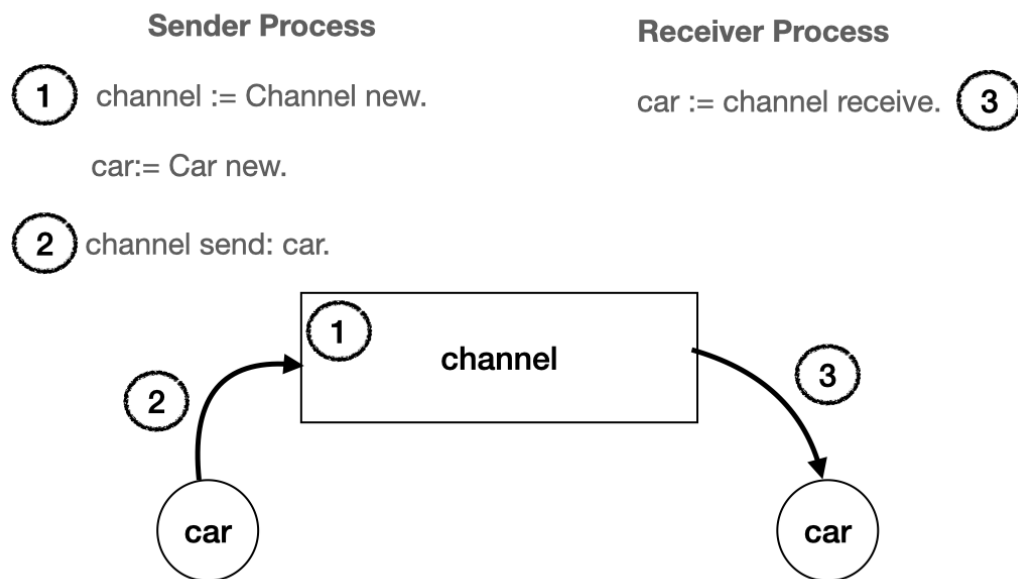 Sender Process
1 channel := Channel new.
car:= Car new.
2 channel send: car.
Receiver Process
car := channel receive. 3
1
channel
2
3
car
car